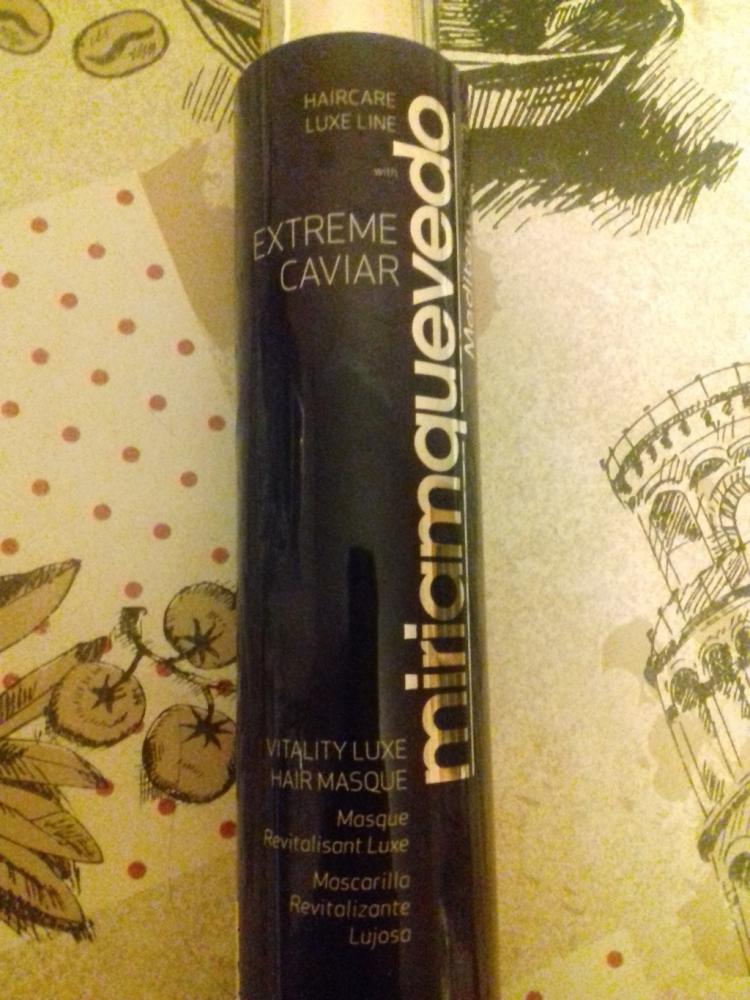 HAIRCARE
LUXE LINE
with
EXTREME
CAVIAR
miriamquevedo
VITALITY LUXE
HAIR MASQUE
Masque
Revitalisant Luxe
Mascarilla
Revitalizante
Lujosa